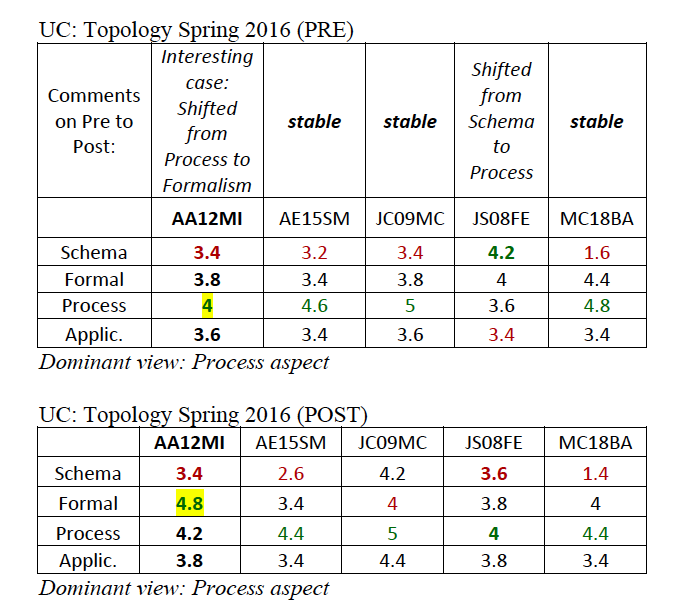 UC: Topology Spring 2016 (PRE)
Comments on Pre to Post: Interesting case: Shifted from Process to Formalism stable stable Shifted from Schema to Process stable
AA12MI AE15SM JC09MC JS08FE MC18BA
Schema 3.4 3.2 3.4 4.2 1.6
Formal 3.8 3.4 3.8 4 4.4
Process 4 4.6 5 3.6 4.8
Applic. 3.6 3.4 3.6 3.4 3.4
Dominant view: Process aspect
UC: Topology Spring 2016 (POST)
AA12MI AE15SM JC09MC JS08FE MC18BA
Schema 3.4 2.6 4.2 3.6 1.4
Formal 4.8 3.4 4 3.8 4
Process 4.2 4.4 5 4 4.4
Applic. 3.8 3.4 4.4 3.8 3.4
Dominant view: Process aspect